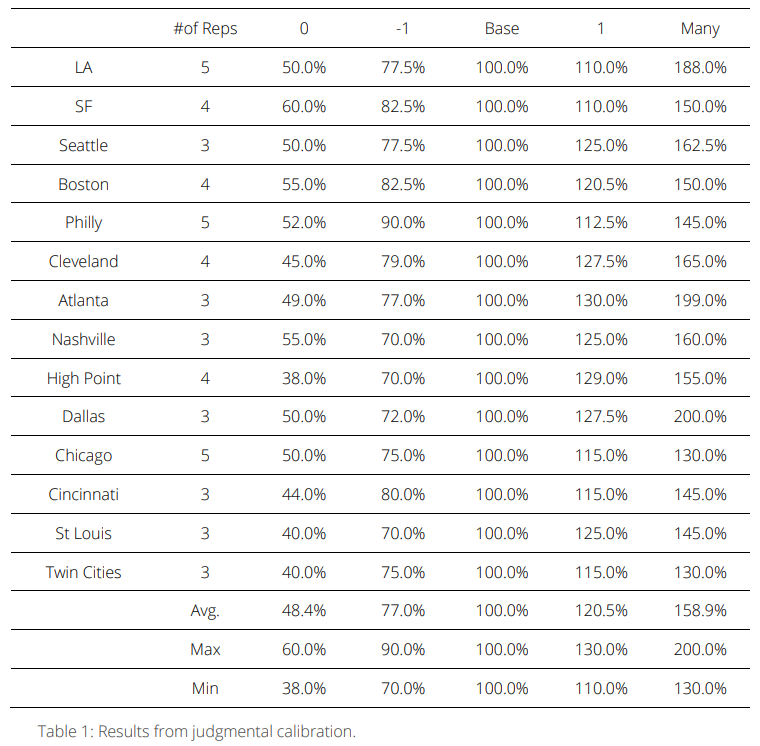 #of Reps 0 -1 Base 1 Many
LA 5 50.0% 77.5% 100.0% 110.0% 188.0%
SF 4 60.0% 82.5% 100.0% 110.0% 150.0%
Seattle 3 50.0% 77.5% 100.0% 125.0% 162.5%
Boston 4 55.0% 82.5% 100.0% 120.5% 150.0%
Philly 5 52.0% 90.0% 100.0% 112.5% 145.0%
Cleveland 4 45.0% 79.0% 100.0% 127.5% 165.0%
Atlanta 3 49.0% 77.0% 100.0% 130.0% 199.0%
Nashville 3 55.0% 70.0% 100.0% 125.0% 160.0%
High Point 4 38.0% 70.0% 100.0% 129.0% 155.0%
Dallas 3 50.0% 72.0% 100.0% 127.5% 200.0%
Chicago 5 50.0% 75.0% 100.0% 115.0% 130.0%
Cincinnati 3 44.0% 80.0% 100.0% 115.0% 145.0%
St Louis 3 40.0% 70.0% 100.0% 125.0% 145.0%
Twin Cities 3 40.0% 75.0% 100.0% 115.0% 130.0%
Avg. 48.4% 77.0% 100.0% 120.5% 158.9%
Max 60.0% 90.0% 100.0% 130.0% 200.0%
Min 38.0% 70.0% 100.0% 110.0% 130.0%
Table 1: Results from judgmental calibration.